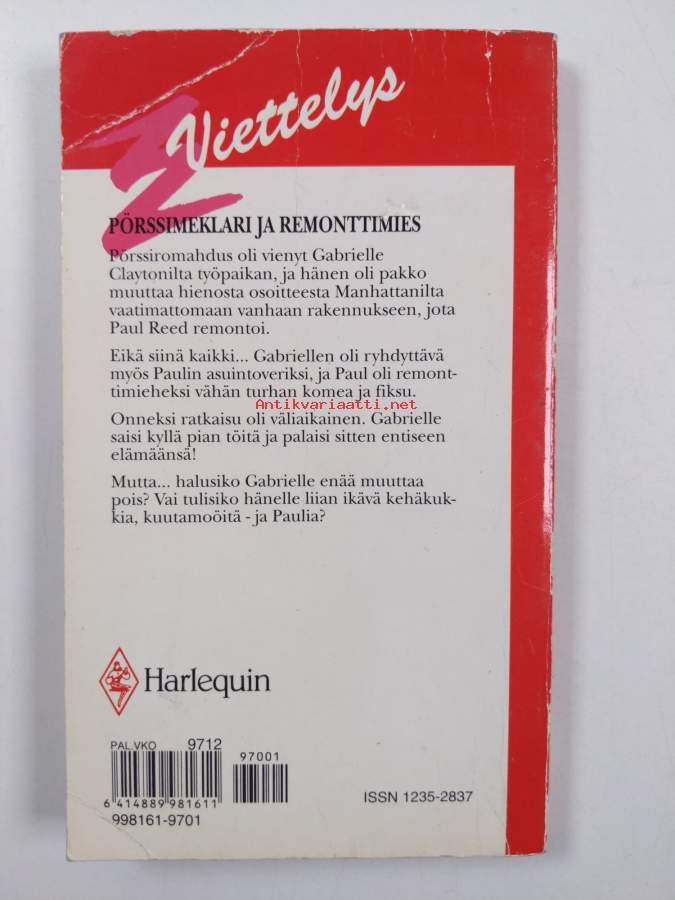 Viettelys
PÖRSSIMEKLARI JA REMONTTIMIES
Pörssiromahdus oli vienyt Gabrielle
Claytonilta työpaikan, ja hänen oli pakko
muuttaa hienosta osoitteesta Manhattanilta
vaatimattomaan vanhaan rakennukseen, jota
Paul Reed remontoi.
Eikä siinä kaikki... Gabriellen oli ryhdyttävä
myös Paulin asuintoveriksi, ja Paul oli remont-
timieheksi vähän turhan komea ja fiksu.
Antikvariaatti.net
Onneksi ratkaisu oli väliaikainen. Gabrielle
saisi kyllä pian töitä ja palaisi sitten entiseen
elämäänsä!
Mutta... halusiko Gabrielle enää muuttaa
pois? Vai tulisiko hänelle liian ikävä kehäkuk-
kia, kuutamoöitä - ja Paulia?
Harlequin
PAL.VKO 9712
97001
6 414889 981611
998161-9701
ISSN 1235-2837